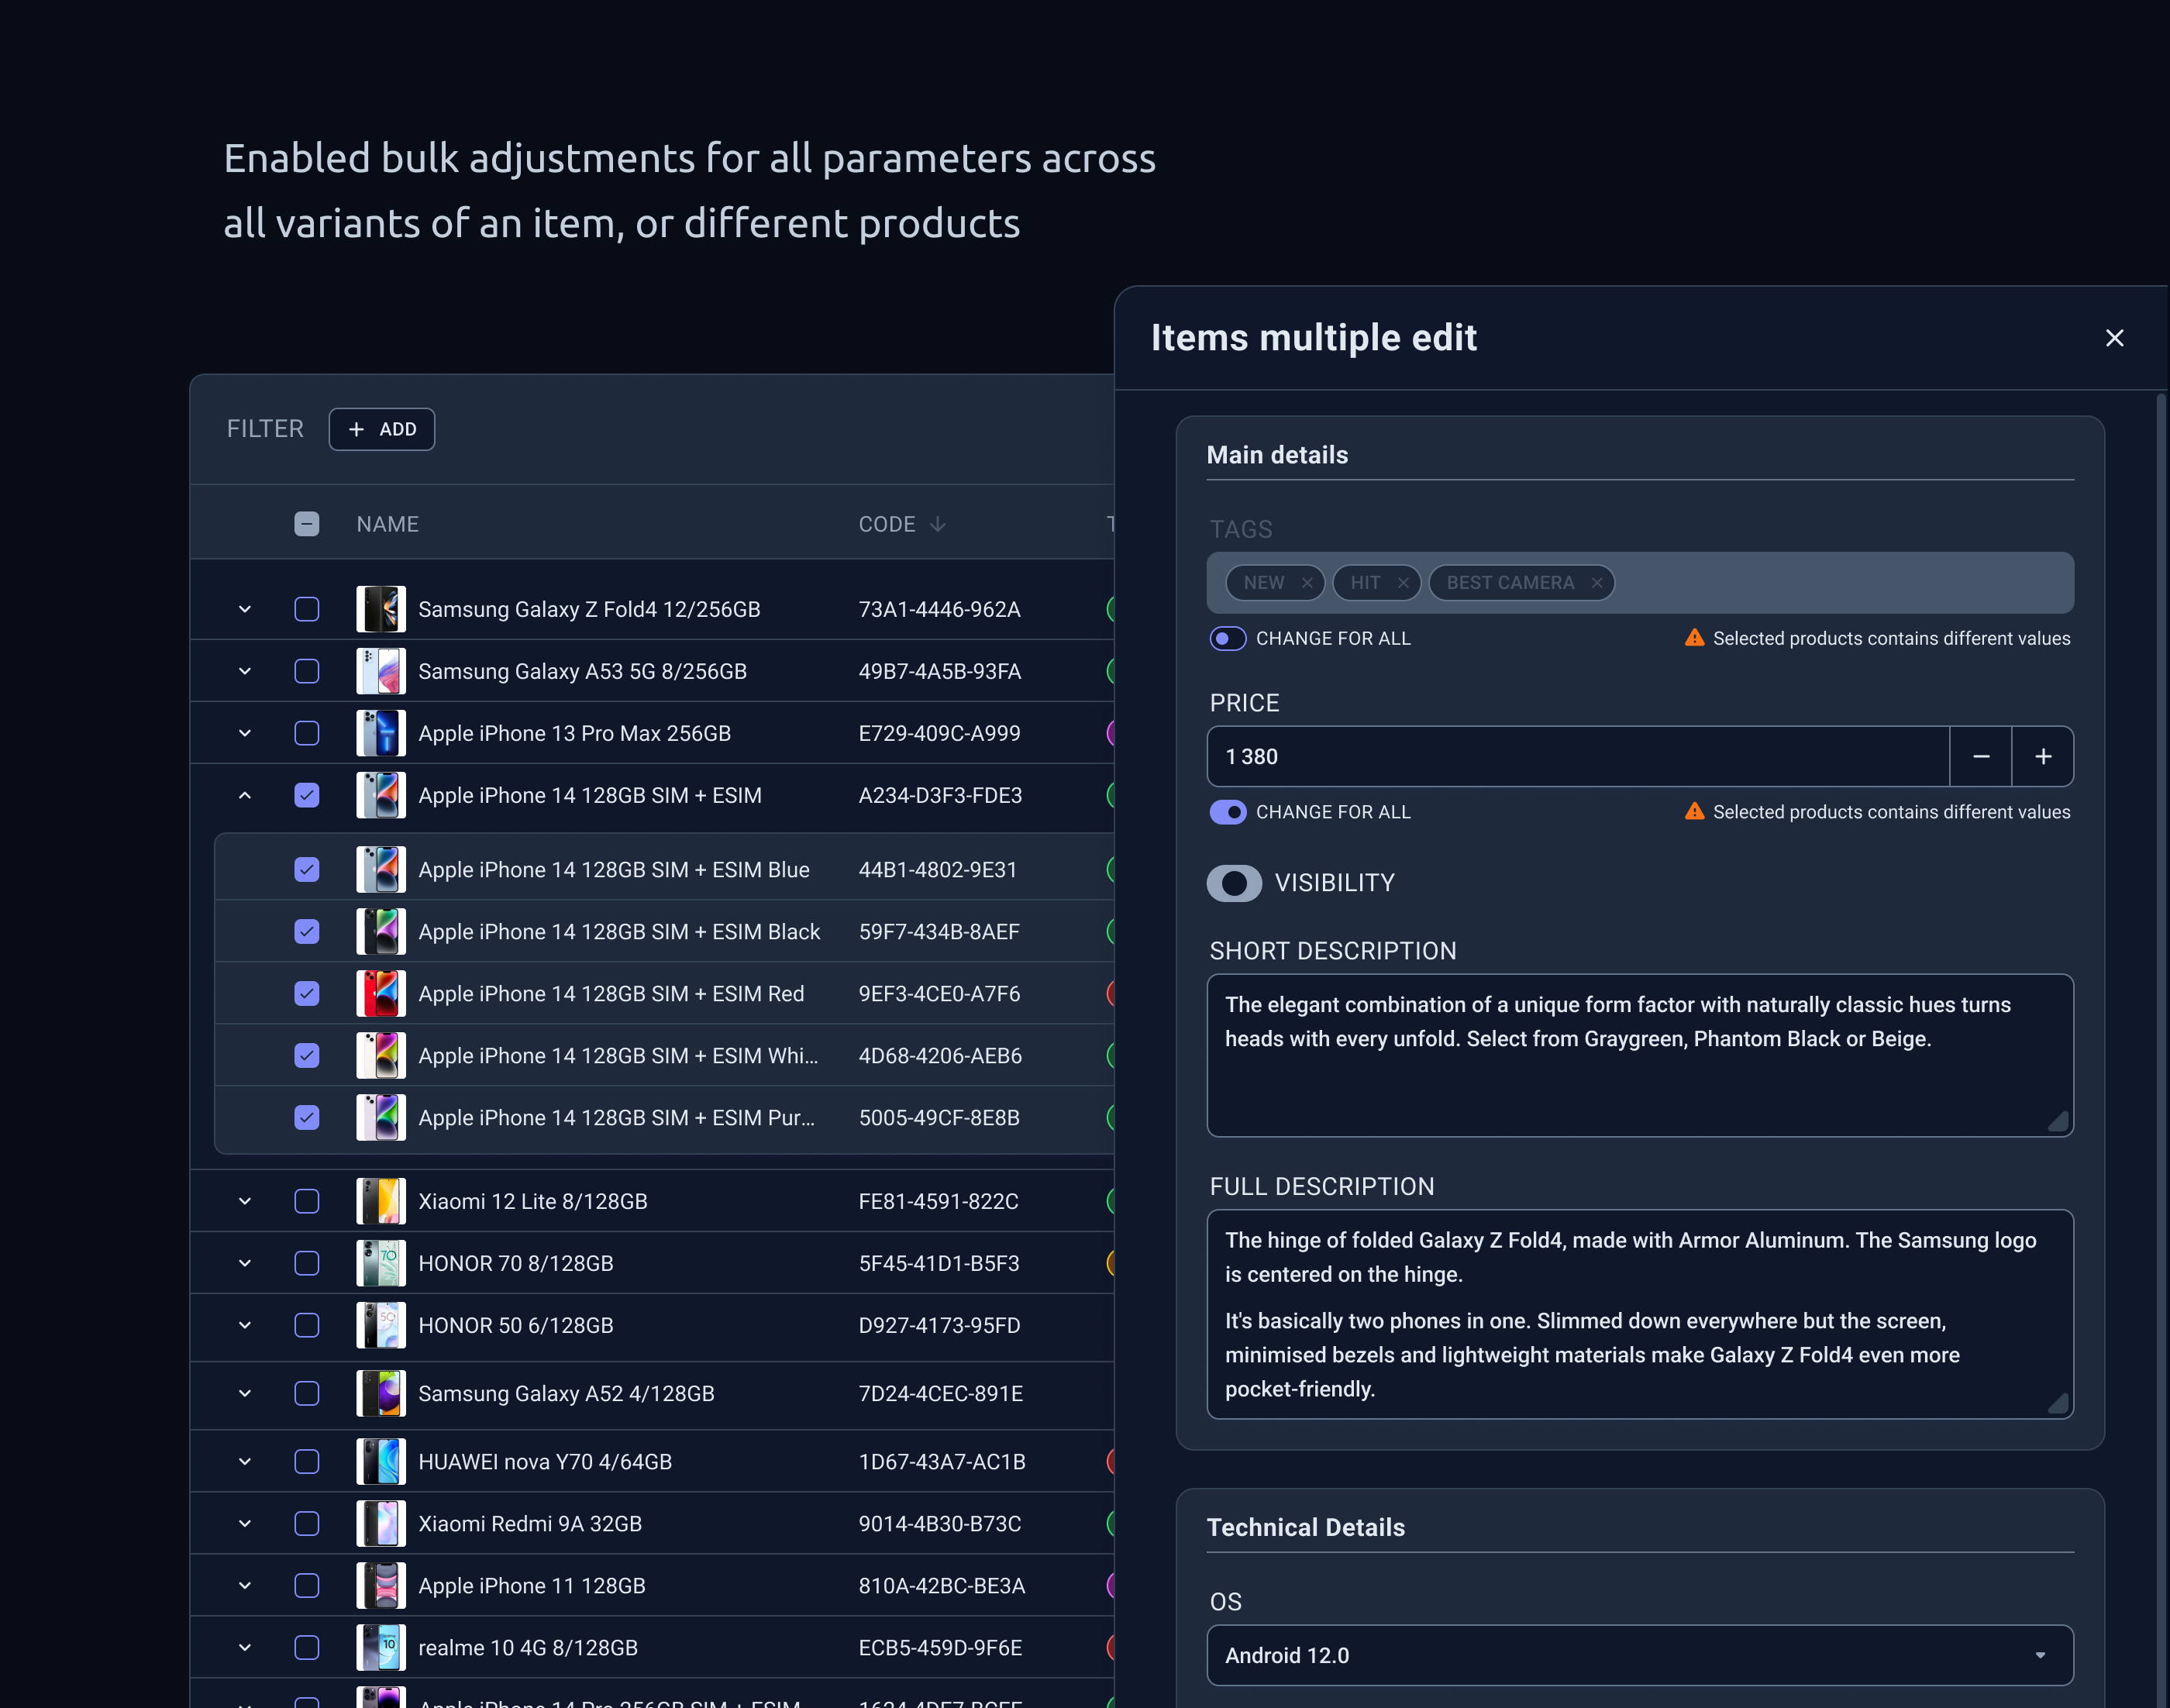 Enabled bulk adjustments for all parameters across
all variants of an item, or different products
FILTER
+ ADD
NAME
CODE
Samsung Galaxy Z Fold4 12/256GB
73A1-4446-962A
Samsung Galaxy A53 5G 8/256GB
49B7-4A5B-93FA
Apple iPhone 13 Pro Max 256GB
E729-409C-A999
Apple iPhone 14 128GB SIM + ESIM
A234-D3F3-FDE3
Apple iPhone 14 128GB SIM + ESIM Blue
44B1-4802-9E31
Apple iPhone 14 128GB SIM + ESIM Black
59F7-434B-8AEF
Apple iPhone 14 128GB SIM + ESIM Red
9EF3-4CE0-A7F6
Apple iPhone 14 128GB SIM + ESIM Whi...
4D68-4206-AEB6
Apple iPhone 14 128GB SIM + ESIM Pur...
5005-49CF-8E8B
Xiaomi 12 Lite 8/128GB
FE81-4591-822C
HONOR 70 8/128GB
5F45-41D1-B5F3
HONOR 50 6/128GB
D927-4173-95FD
Samsung Galaxy A52 4/128GB
7D24-4CEC-891E
HUAWEI nova Y70 4/64GB
1D67-43A7-AC1B
Xiaomi Redmi 9A 32GB
9014-4B30-B73C
Apple iPhone 11 128GB
810A-42BC-BE3A
realme 10 4G 8/128GB
ECB5-459D-9F6E
Apple iPhone 14 Pro 256GB SIM + ESIM
Items multiple edit
Main details
TAGS
NEW
HIT
BEST CAMERA
CHANGE FOR ALL
Selected products contains different values
PRICE
1 380
CHANGE FOR ALL
Selected products contains different values
VISIBILITY
SHORT DESCRIPTION
The elegant combination of a unique form factor with naturally classic hues turns
heads with every unfold. Select from Graygreen, Phantom Black or Beige.
FULL DESCRIPTION
The hinge of folded Galaxy Z Fold4, made with Armor Aluminum. The Samsung logo
is centered on the hinge.
It's basically two phones in one. Slimmed down everywhere but the screen,
minimised bezels and lightweight materials make Galaxy Z Fold4 even more
pocket-friendly.
Technical Details
OS
Android 12.0